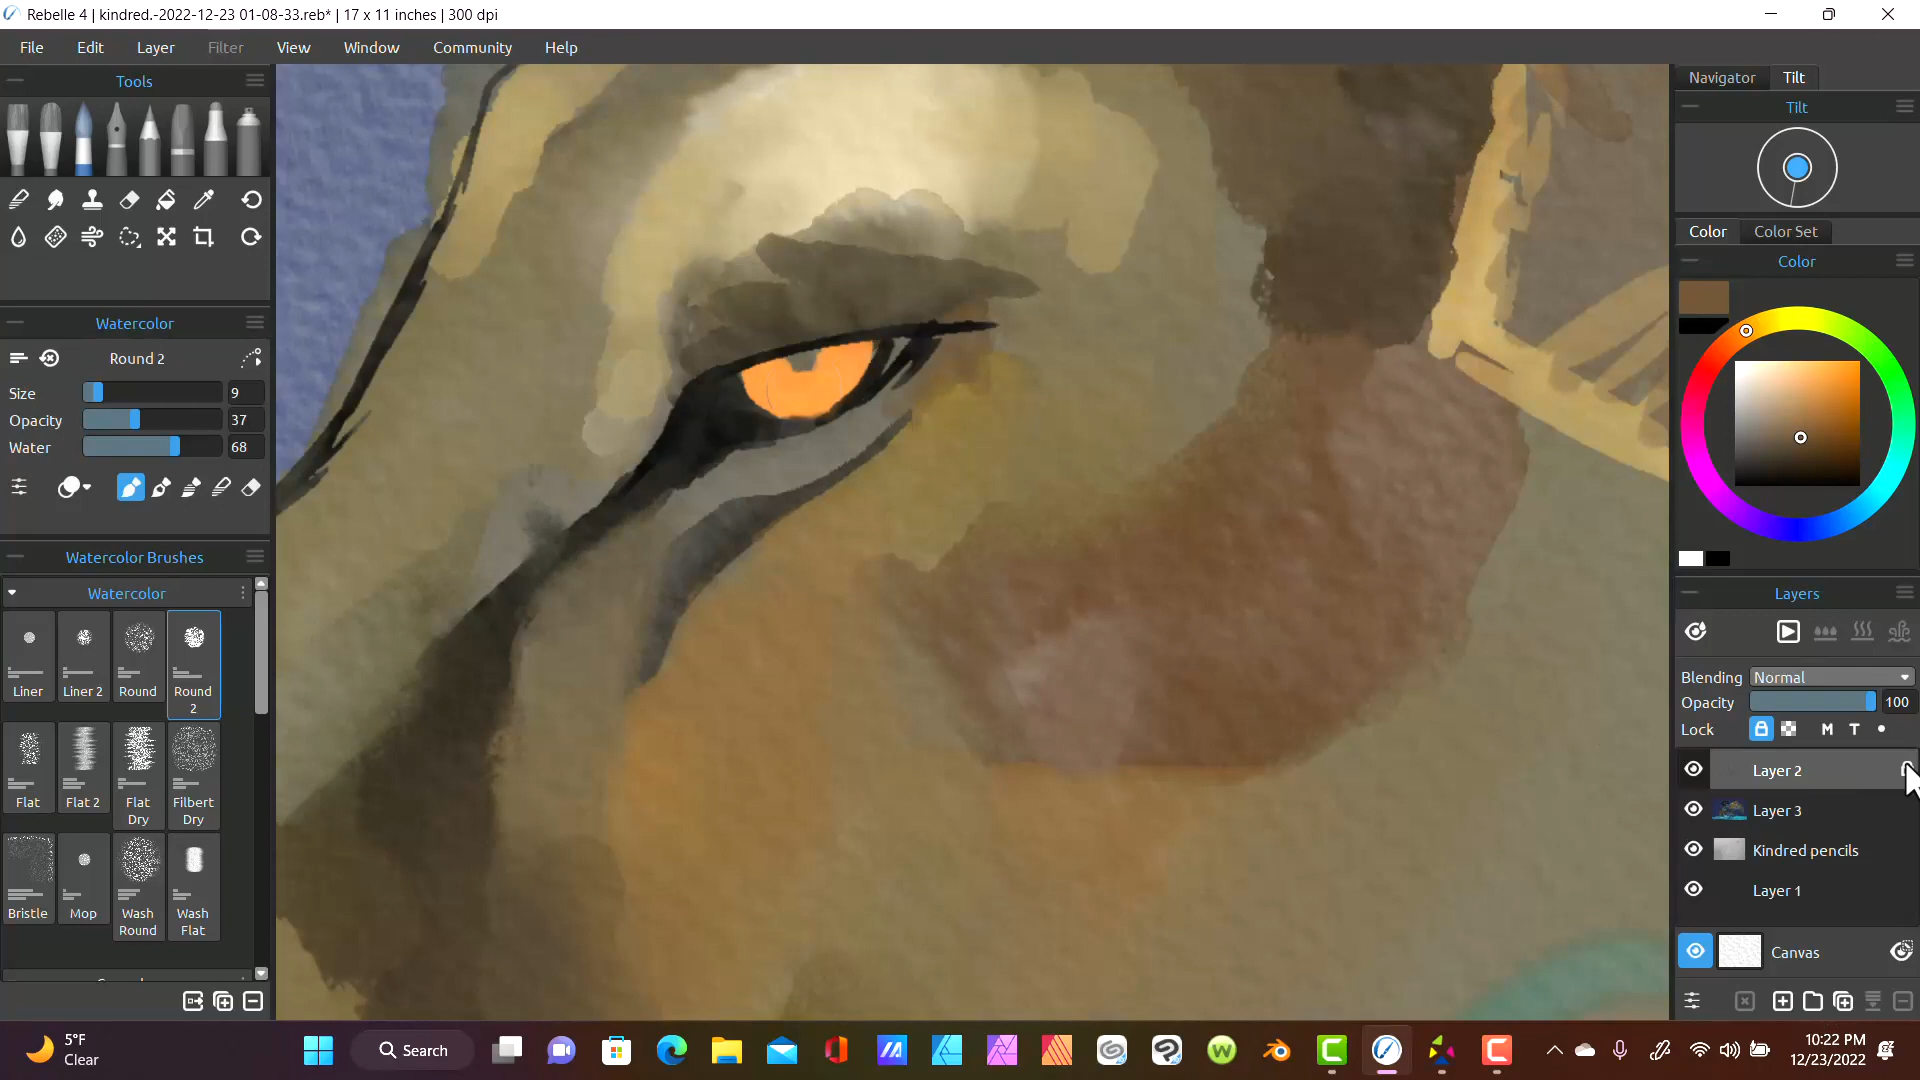 Rebelle 4 | kindred.-2022-12-23 01-08-33.reb* | 17 x 11 inches | 300 dpi
File Edit Layer Filter View Window Community Help
Tools
Watercolor
Round 2
Size 9
Opacity 37
Water 68
Watercolor Brushes
Watercolor
Liner Liner 2 Round Round 2
Flat Flat 2 Flat Dry Filbert Dry
Bristle Mop Wash Round Wash Flat
Navigator Tilt
Tilt
Color Color Set
Color
Layers
Blending Normal
Opacity 100
Lock M T
Layer 2
Layer 3
Kindred pencils
Layer 1
Canvas
5°F
Clear
Search
10:22 PM
12/23/2022